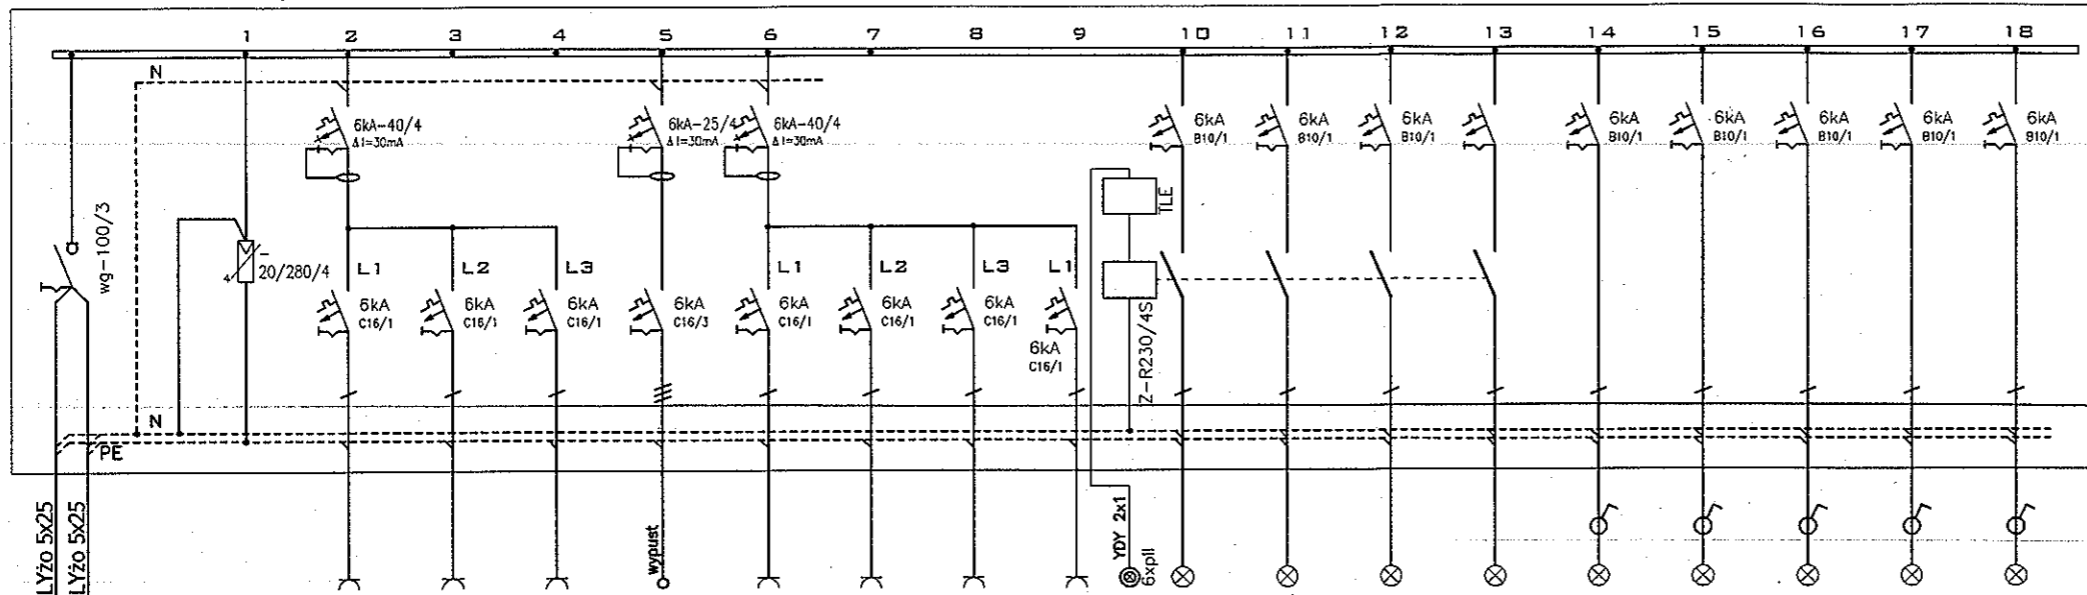 1 2 3 4 5 6 7 8 9 10 11 12 13 14 15 16 17 18
N
6kA-40/4
ΔI=30mA
6kA-25/4
ΔI=30mA
6kA-40/4
ΔI=30mA
6kA
B10/1
6kA
B10/1
6kA
B10/1
6kA
B10/1
6kA
B10/1
6kA
B10/1
6kA
B10/1
6kA
B10/1
wg-100/3
4
20/280/4
TLE
L1
L2
L3
L1
L2
L3
L1
6kA
C16/1
6kA
C16/1
6kA
C16/1
6kA
C16/3
6kA
C16/1
6kA
C16/1
6kA
C16/1
6kA
C16/1
Z-R230/4S
N
PE
LYżo 5x25
LYżo 5x25
wypust
YDY 2x1
6xpII